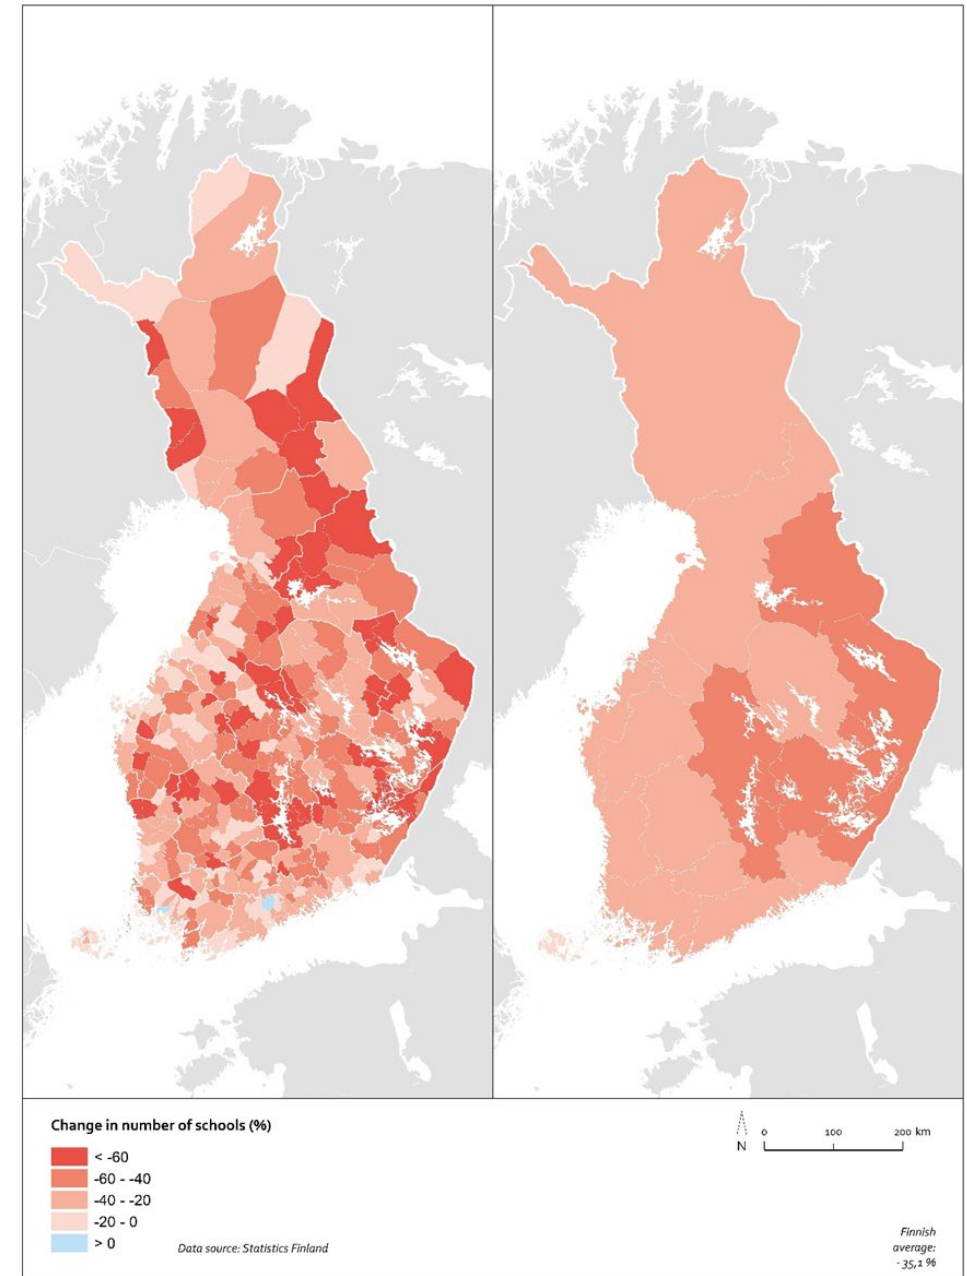 Change in number of schools (%)
< -60
-60 - -40
-40 - -20
-20 - 0
> 0
Data source: Statistics Finland
N
0 100 200 km
Finnish
average:
- 35,1 %